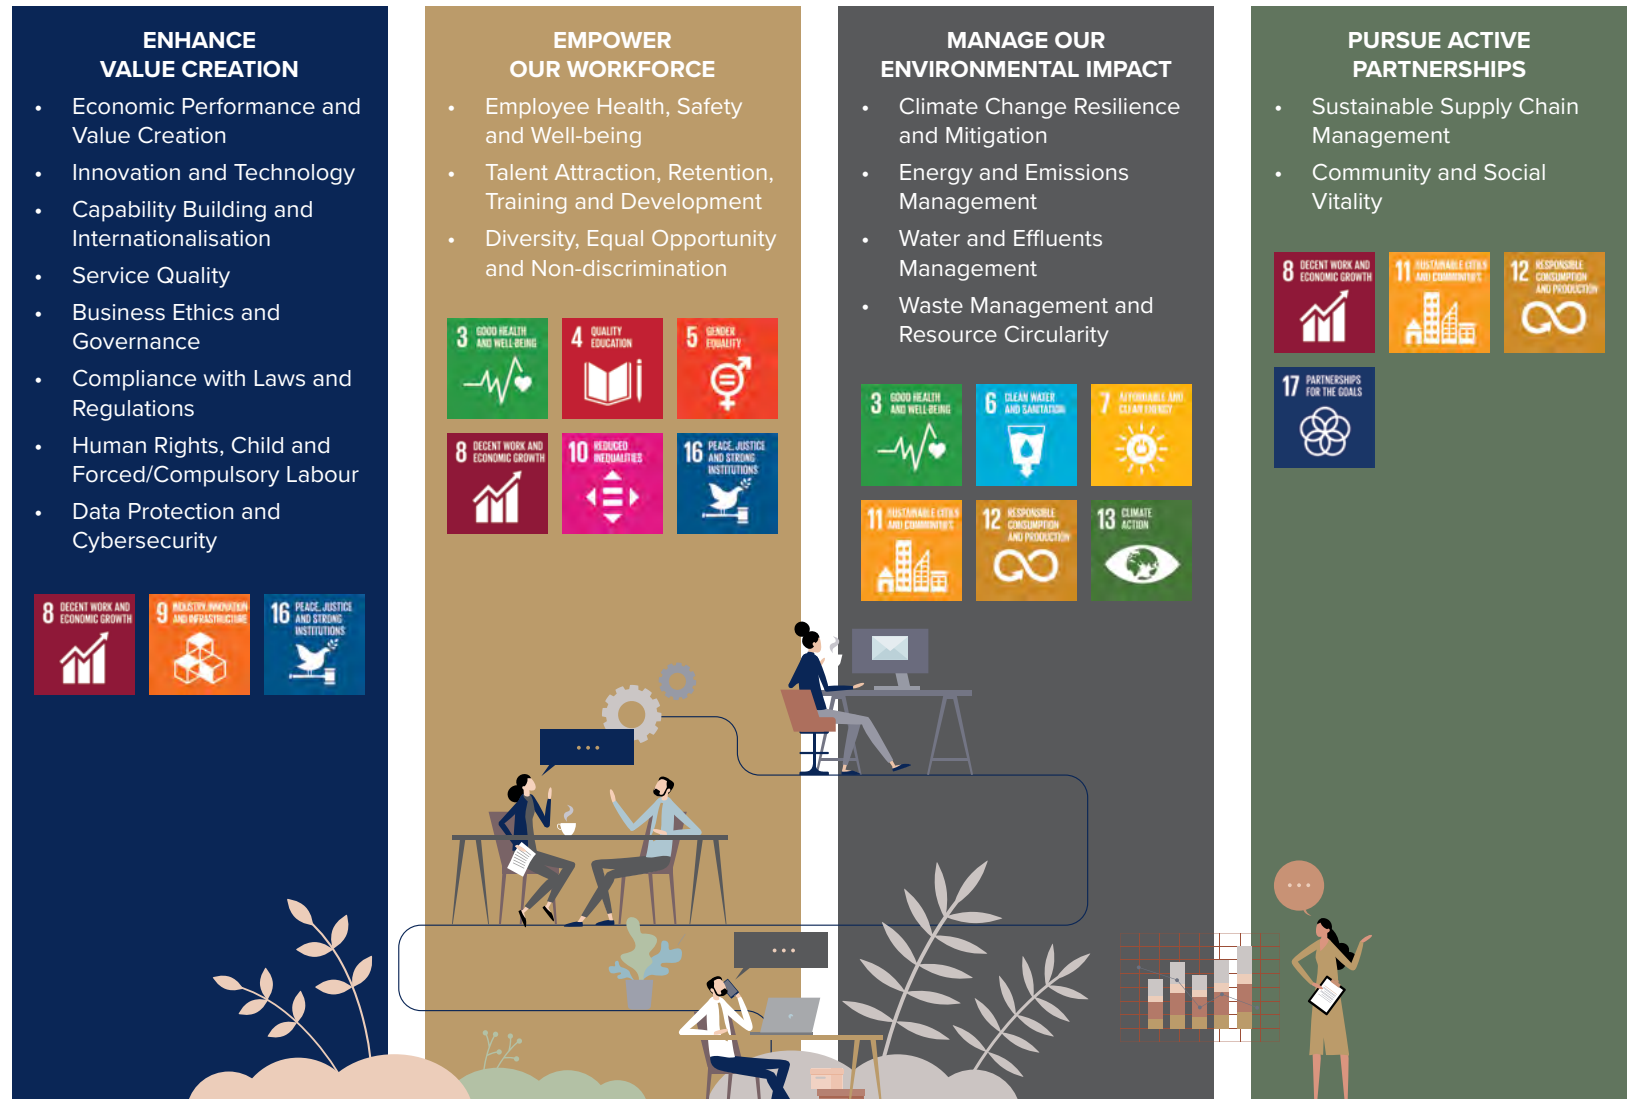 ENHANCE
VALUE CREATION
• Economic Performance and
Value Creation
• Innovation and Technology
• Capability Building and
Internationalisation
• Service Quality
• Business Ethics and
Governance
• Compliance with Laws and
Regulations
• Human Rights, Child and
Forced/Compulsory Labour
• Data Protection and
Cybersecurity
8 DECENT WORK AND
ECONOMIC GROWTH
9 INDUSTRY, INNOVATION
AND INFRASTRUCTURE
16 PEACE, JUSTICE
AND STRONG
INSTITUTIONS
EMPOWER
OUR WORKFORCE
• Employee Health, Safety
and Well-being
• Talent Attraction, Retention,
Training and Development
• Diversity, Equal Opportunity
and Non-discrimination
3 GOOD HEALTH
AND WELL-BEING
4 QUALITY
EDUCATION
5 GENDER
EQUALITY
8 DECENT WORK AND
ECONOMIC GROWTH
10 REDUCED
INEQUALITIES
16 PEACE, JUSTICE
AND STRONG
INSTITUTIONS
MANAGE OUR
ENVIRONMENTAL IMPACT
• Climate Change Resilience
and Mitigation
• Energy and Emissions
Management
• Water and Effluents
Management
• Waste Management and
Resource Circularity
3 GOOD HEALTH
AND WELL-BEING
6 CLEAN WATER
AND SANITATION
7 AFFORDABLE AND
CLEAN ENERGY
11 SUSTAINABLE CITIES
AND COMMUNITIES
12 RESPONSIBLE
CONSUMPTION
AND PRODUCTION
13 CLIMATE
ACTION
PURSUE ACTIVE
PARTNERSHIPS
• Sustainable Supply Chain
Management
• Community and Social
Vitality
8 DECENT WORK AND
ECONOMIC GROWTH
11 SUSTAINABLE CITIES
AND COMMUNITIES
12 RESPONSIBLE
CONSUMPTION
AND PRODUCTION
17 PARTNERSHIPS
FOR THE GOALS